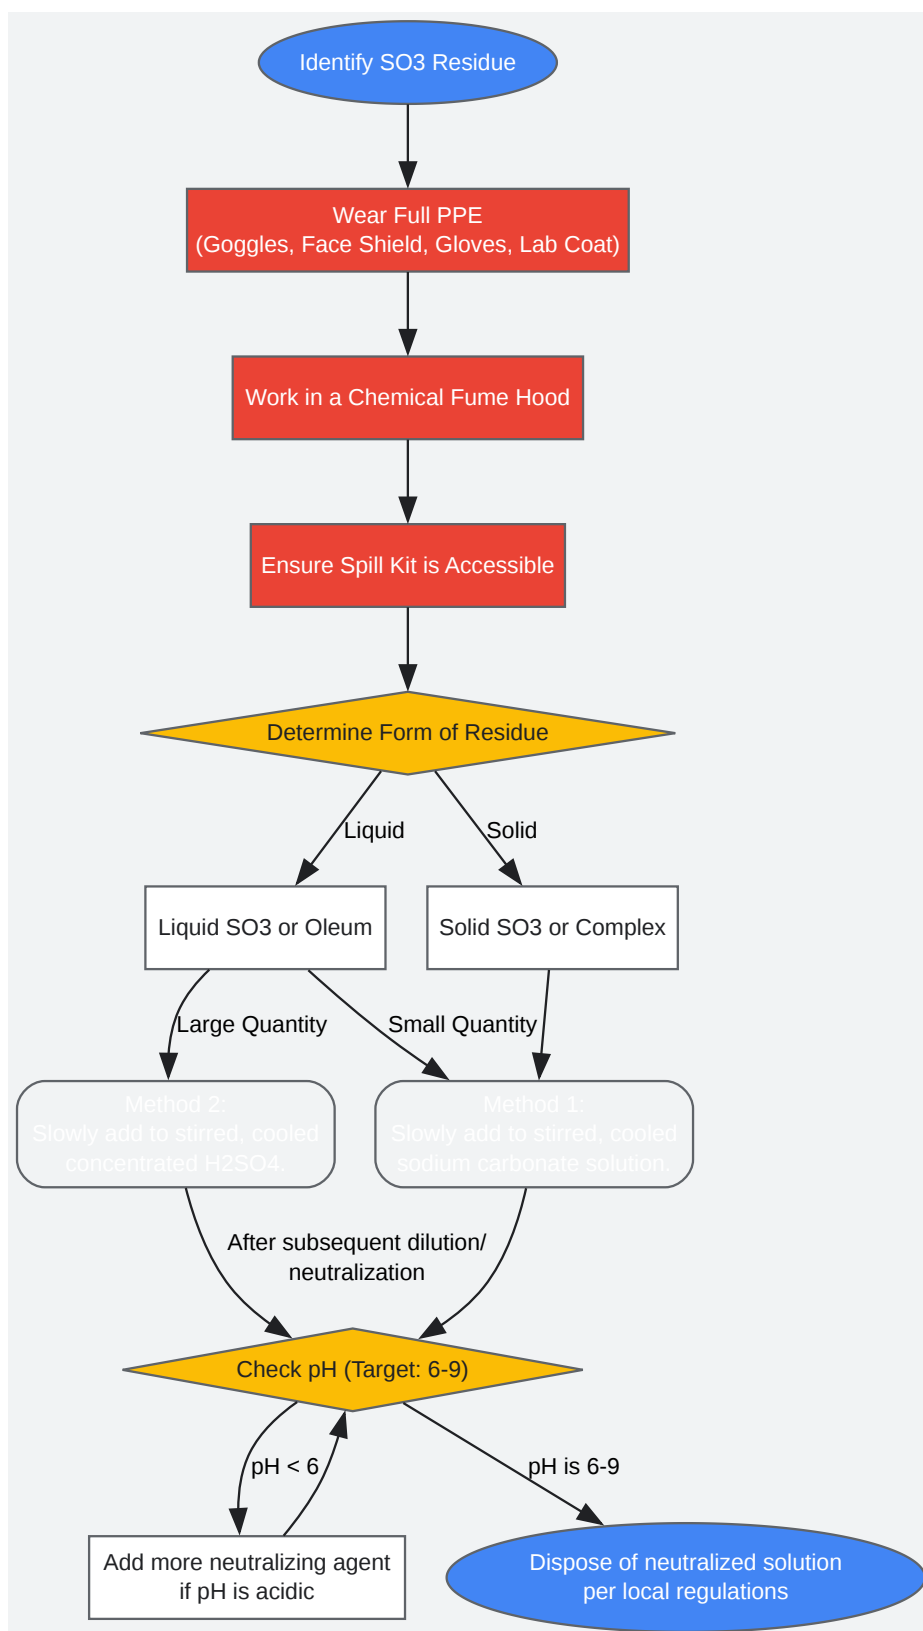 Identify SO3 Residue
Wear Full PPE
(Goggles, Face Shield, Gloves, Lab Coat)
Work in a Chemical Fume Hood
Ensure Spill Kit is Accessible
Determine Form of Residue
Liquid
Solid
Liquid SO3 or Oleum
Solid SO3 or Complex
Large Quantity
Small Quantity
Method 2:
Slowly add to stirred, cooled
concentrated H2SO4.
Method 1:
Slowly add to stirred, cooled
sodium carbonate solution.
After subsequent dilution/
neutralization
Check pH (Target: 6-9)
pH < 6
pH is 6-9
Add more neutralizing agent
if pH is acidic
Dispose of neutralized solution
per local regulations